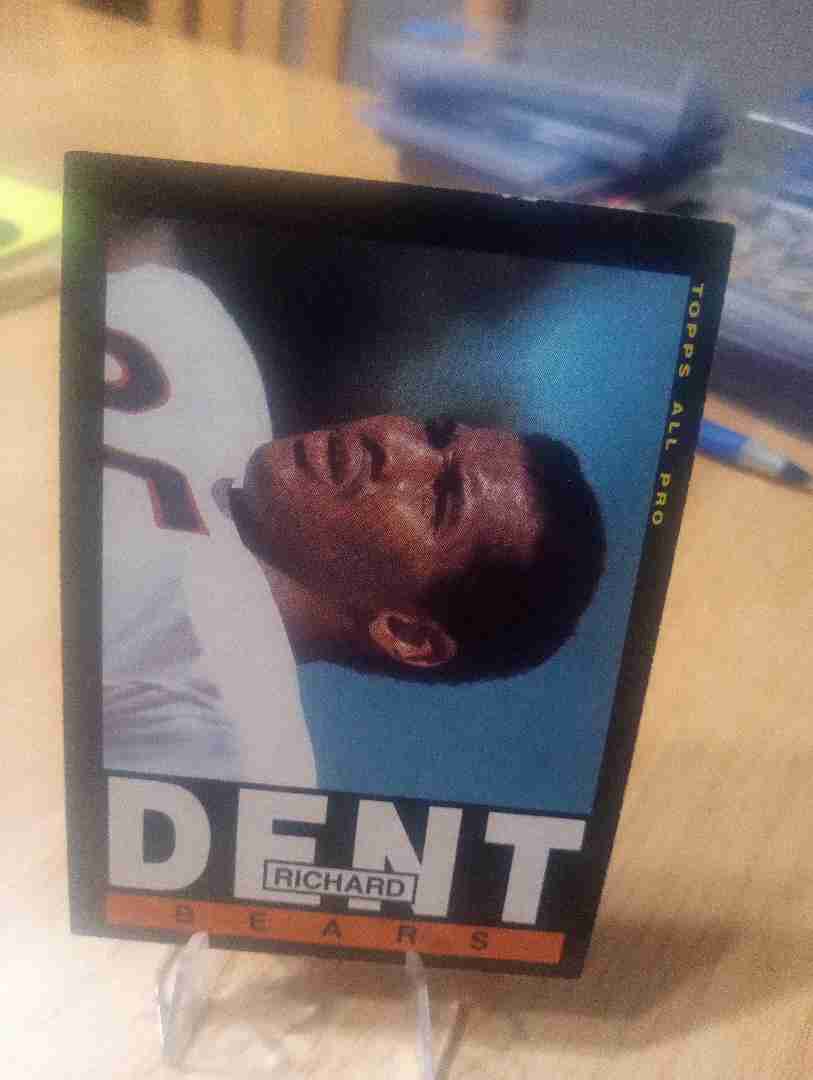 TOPPS ALL PRO
DENT
RICHARD
BEARS